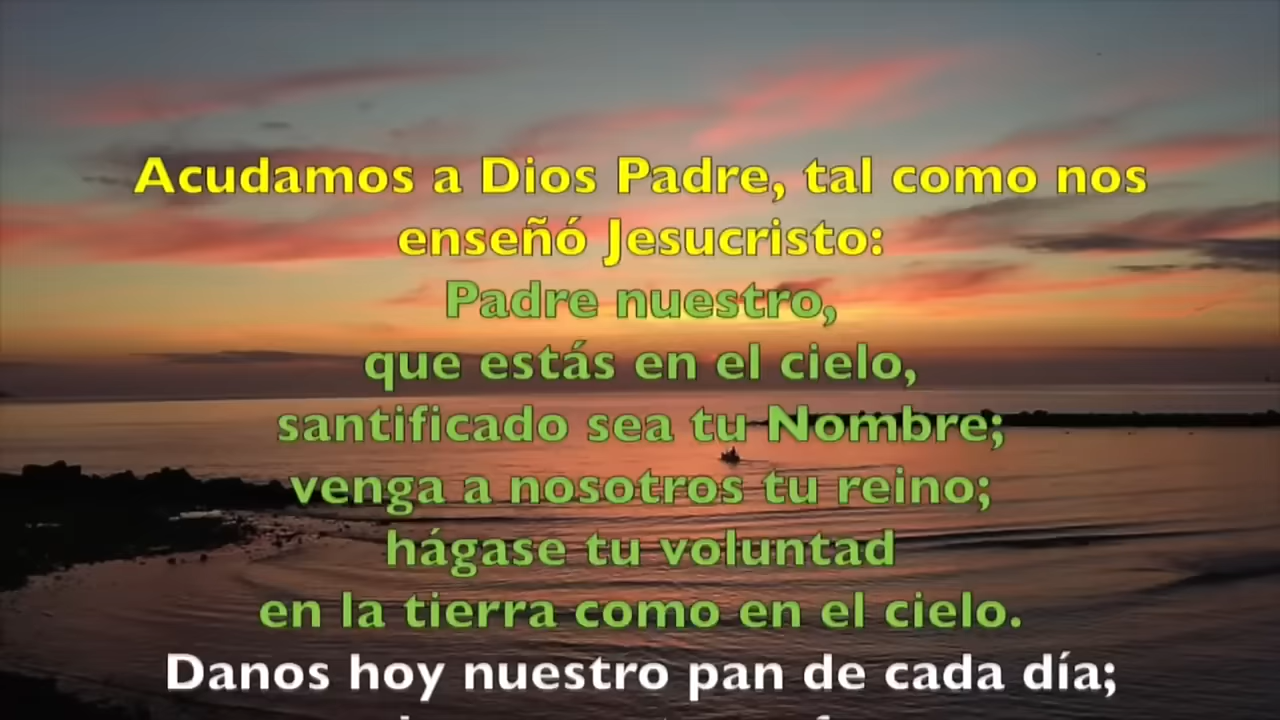 Acudamos a Dios Padre, tal como nos
enseñó Jesucristo:
Padre nuestro,
que estás en el cielo,
santificado sea tu Nombre;
venga a nosotros tu reino;
hágase tu voluntad
en la tierra como en el cielo.
Danos hoy nuestro pan de cada día;